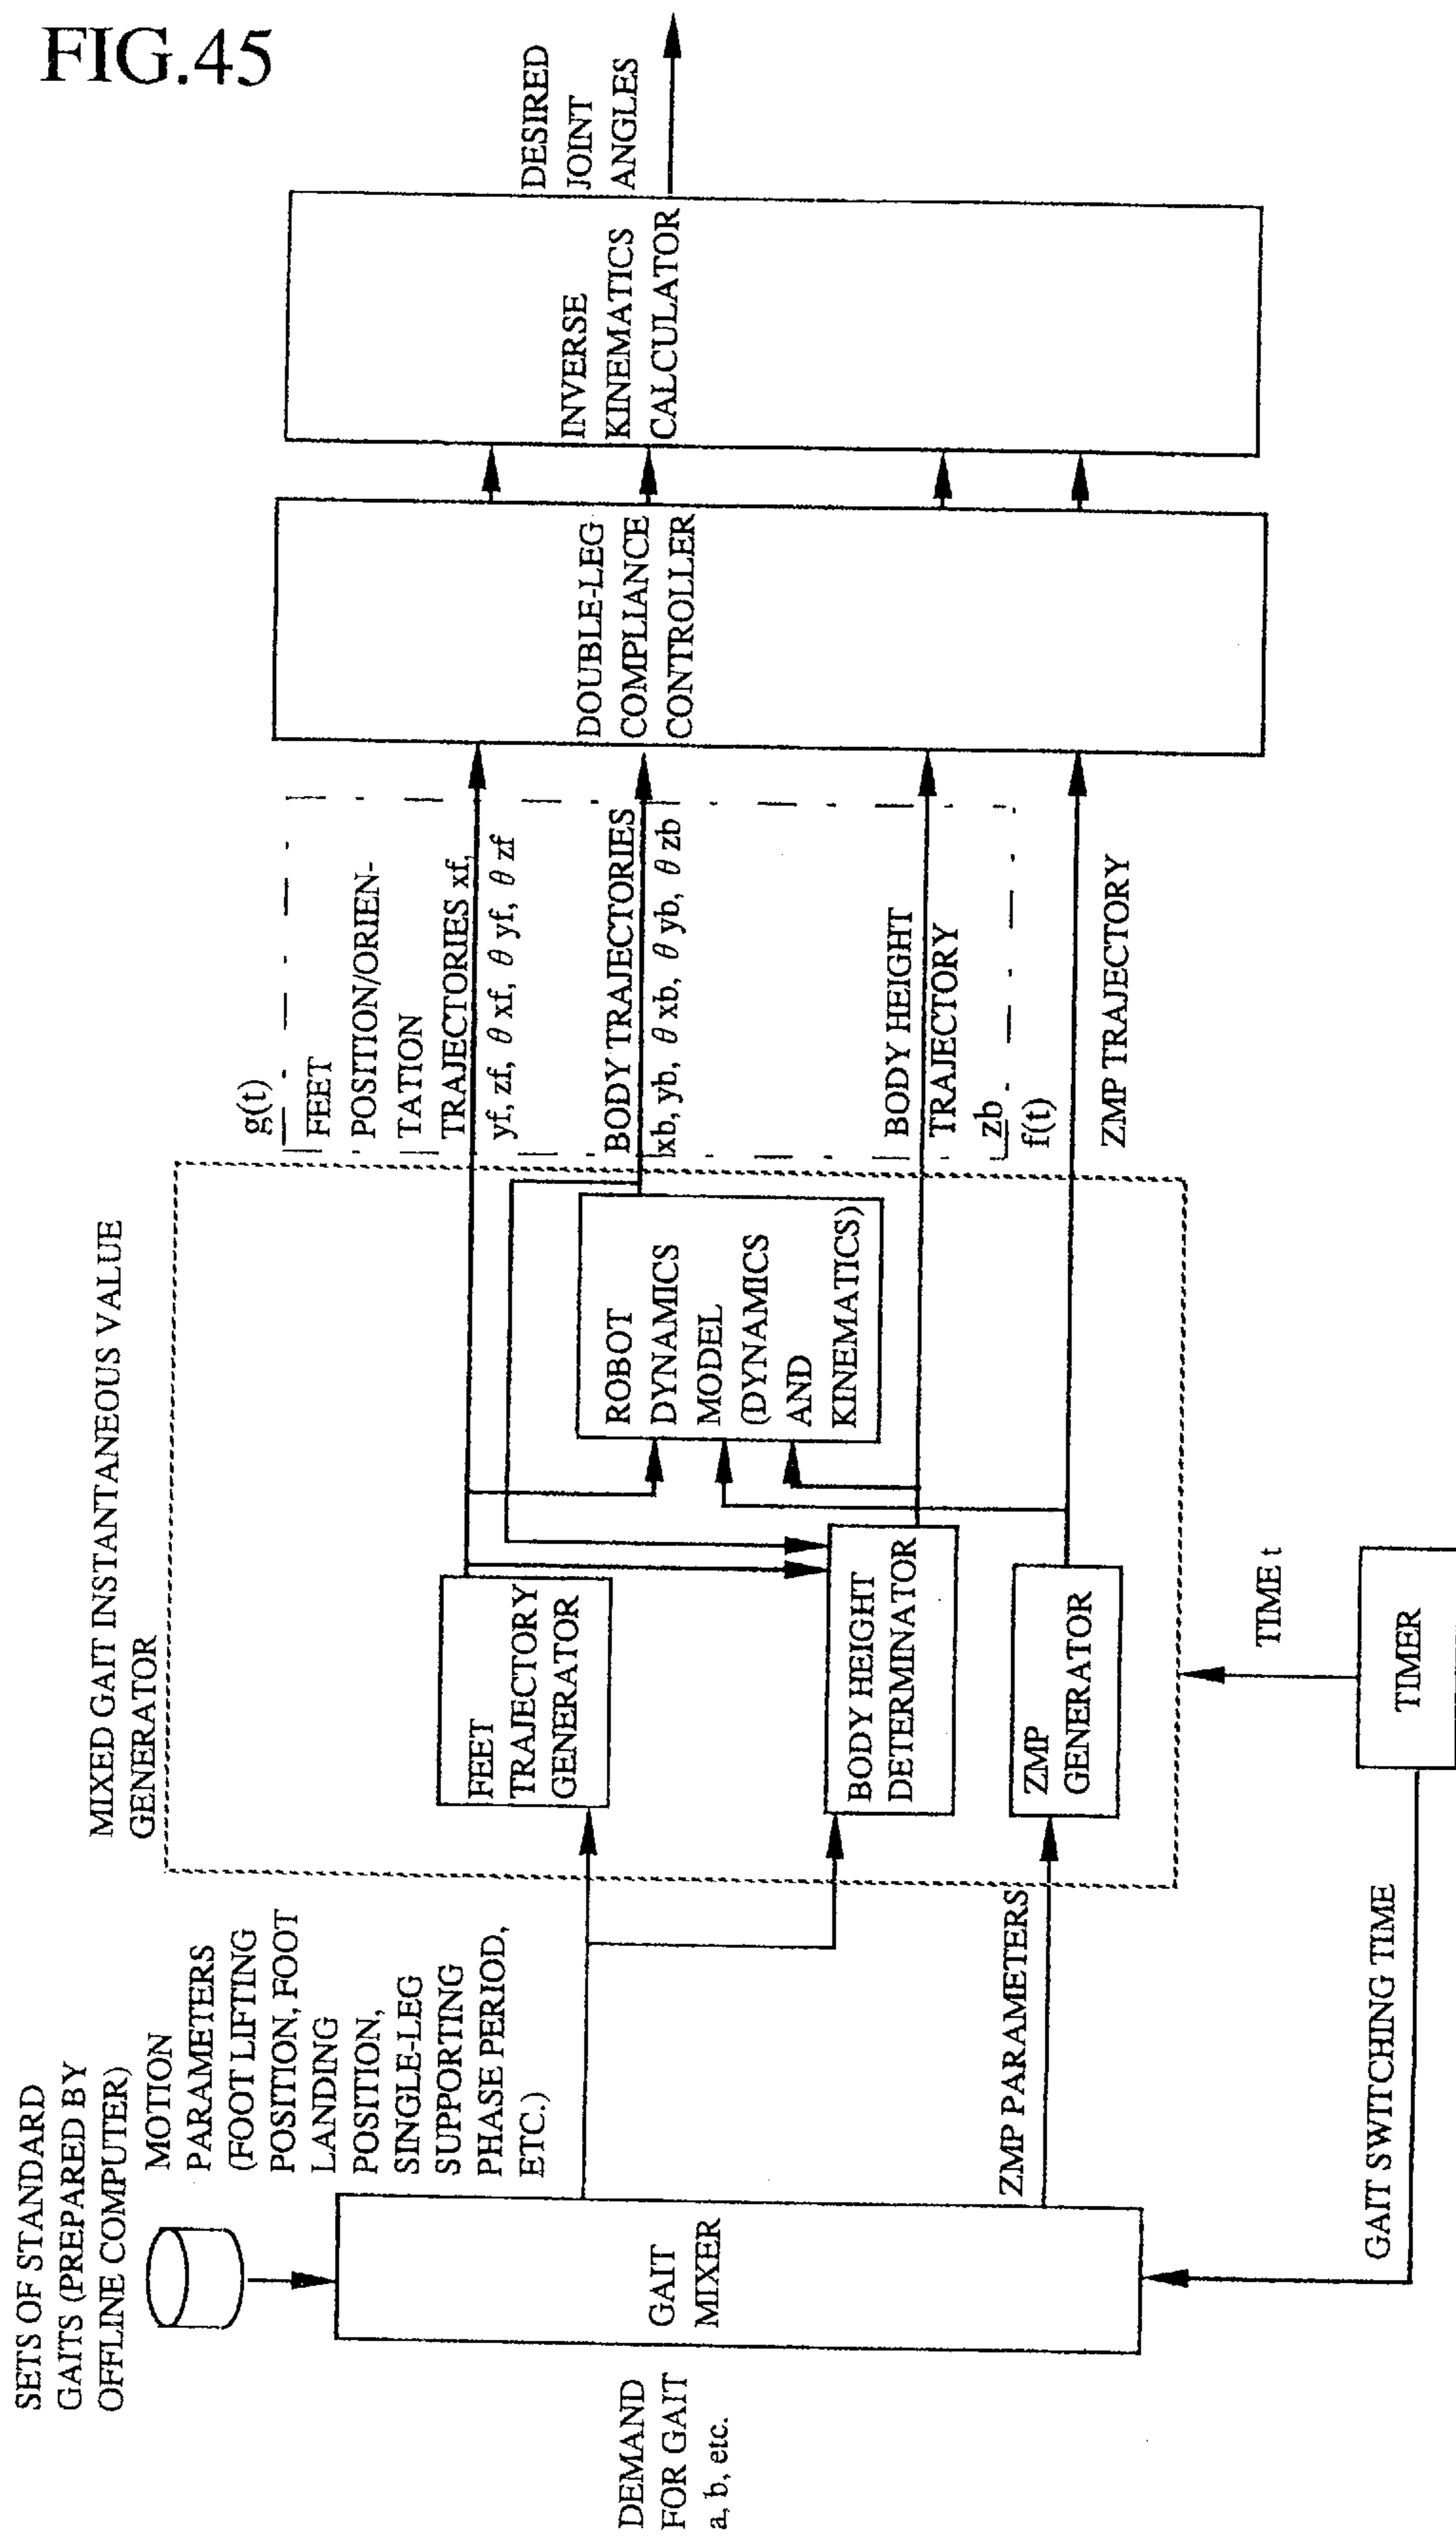 FIG.45
SETS OF STANDARD
GAITS (PREPARED BY
OFFLINE COMPUTER)
MOTION
PARAMETERS
(FOOT LIFTING
POSITION, FOOT
LANDING
POSITION,
SINGLE-LEG
SUPPORTING
PHASE PERIOD,
ETC.)
DEMAND
FOR GAIT
a, b, etc.
GAIT
MIXER
ZMP PARAMETERS
GAIT SWITCHING TIME
TIMER
TIME t
MIXED GAIT INSTANTANEOUS VALUE
GENERATOR
FEET
TRAJECTORY
GENERATOR
BODY HEIGHT
DETERMINATOR
ZMP
GENERATOR
ROBOT
DYNAMICS
MODEL
(DYNAMICS
AND
KINEMATICS)
g(t)
FEET
POSITION/ORIEN-
TATION
TRAJECTORIES xf,
yf, zf, θ xf, θ yf, θ zf
BODY TRAJECTORIES
xb, yb, θ xb, θ yb, θ zb
BODY HEIGHT
TRAJECTORY
zb
f(t)
ZMP TRAJECTORY
DOUBLE-LEG
COMPLIANCE
CONTROLLER
INVERSE
KINEMATICS
CALCULATOR
DESIRED
JOINT
ANGLES